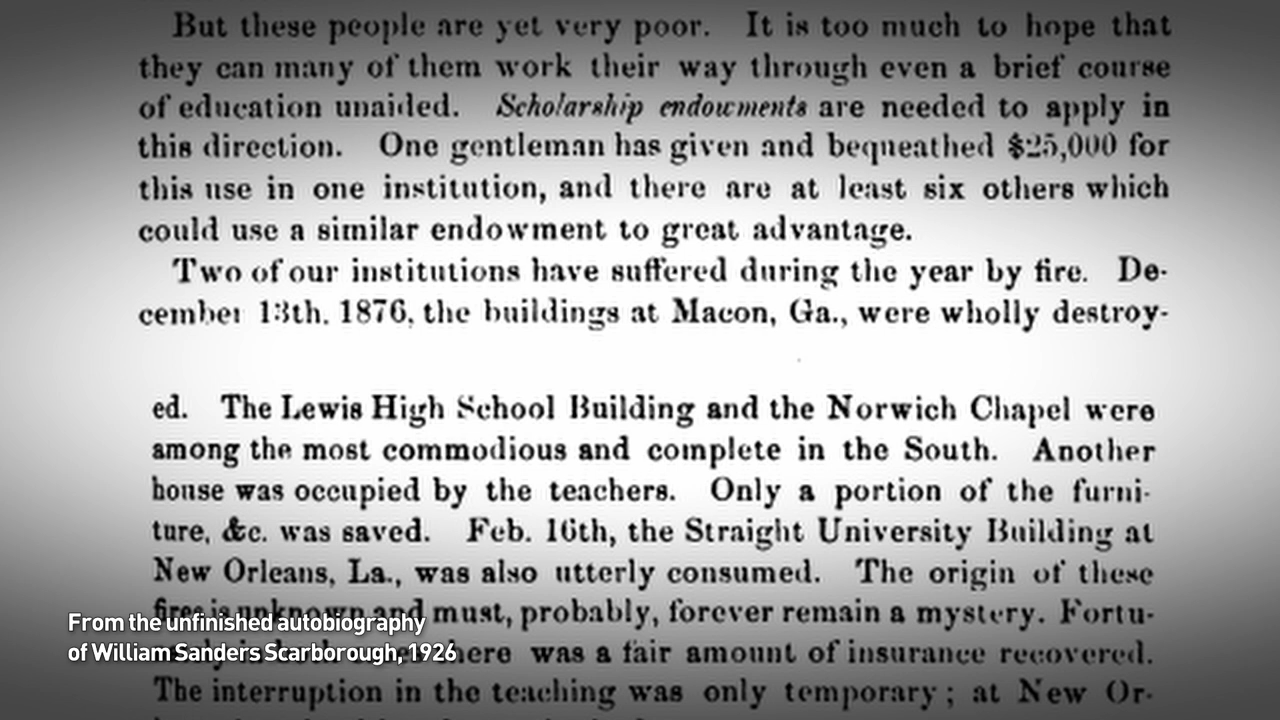 But these people are yet very poor. It is too much to hope that
they can many of them work their way through even a brief course
of education unaided. Scholarship endowments are needed to apply in
this direction. One gentleman has given and bequeathed $25,000 for
this use in one institution, and there are at least six others which
could use a similar endowment to great advantage.
Two of our institutions have suffered during the year by fire. De-
cember 13th, 1876, the buildings at Macon, Ga., were wholly destroy-
ed. The Lewis High School Building and the Norwich Chapel were
among the most commodious and complete in the South. Another
house was occupied by the teachers. Only a portion of the furni-
ture, &c. was saved. Feb. 16th, the Straight University Building at
New Orleans, La., was also utterly consumed. The origin of these
fires is unknown and must, probably, forever remain a mystery. Fortu-
there was a fair amount of insurance recovered.
The interruption in the teaching was only temporary; at New Or-
From the unfinished autobiography
of William Sanders Scarborough, 1926